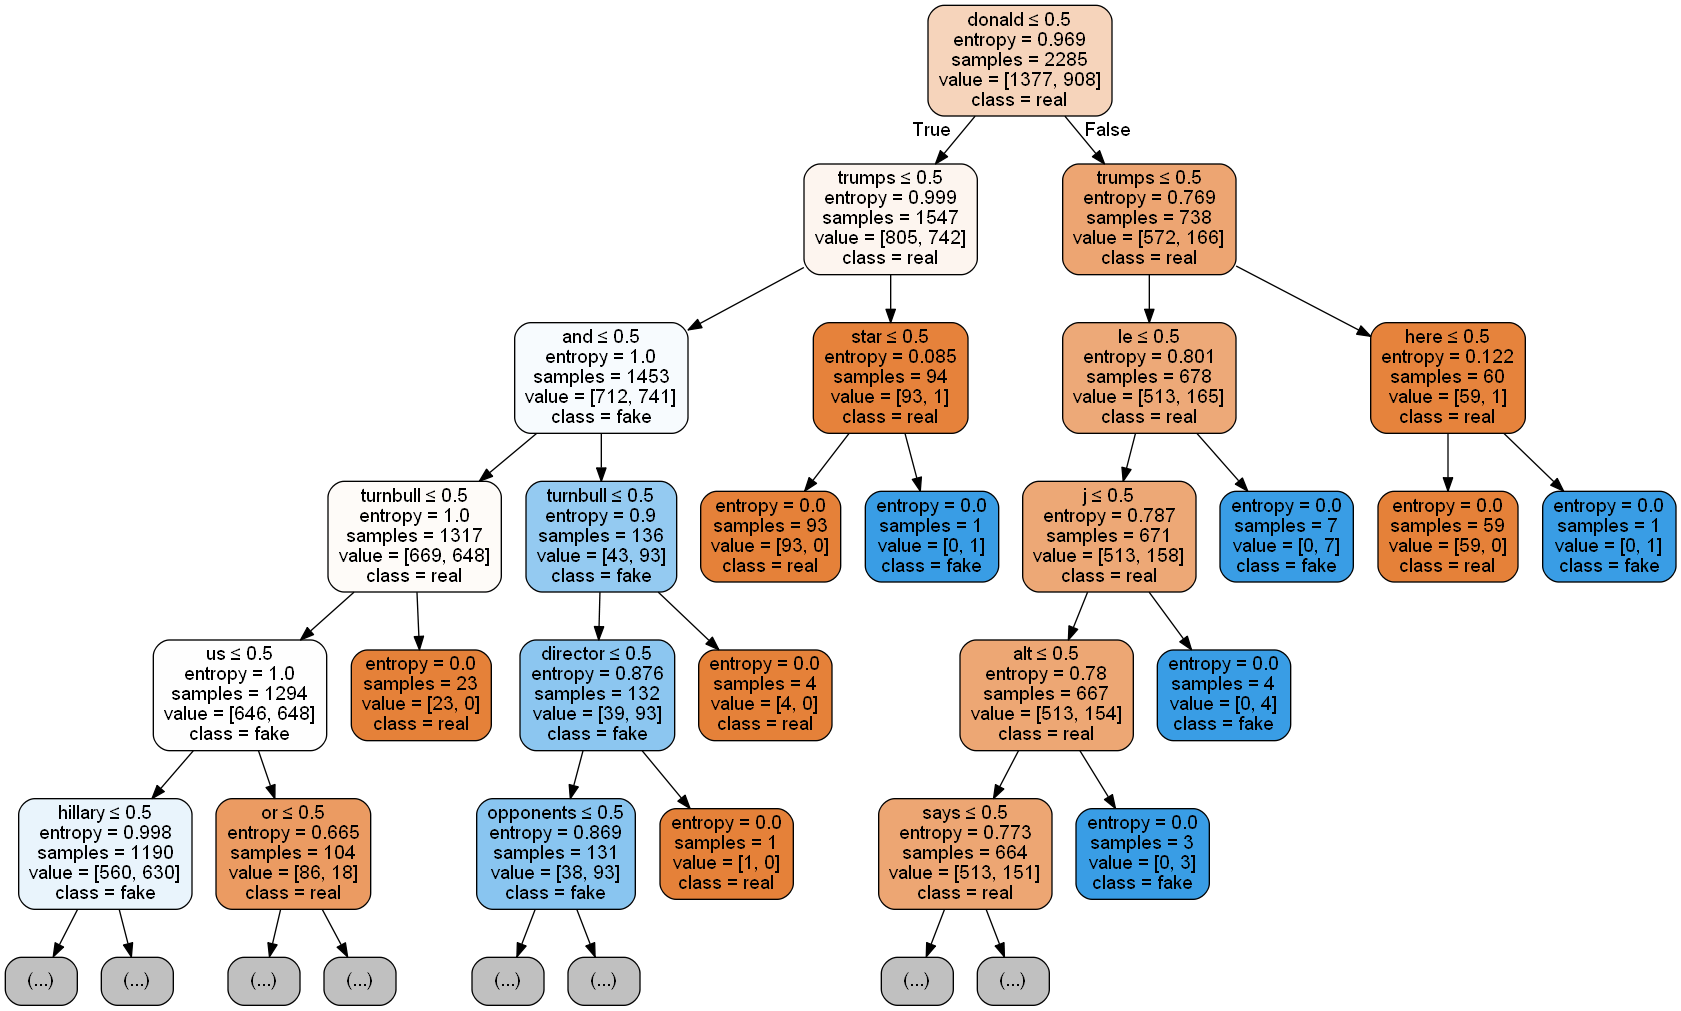 donald ≤ 0.5
entropy = 0.969
samples = 2285
value = [1377, 908]
class = real
True
False
trumps ≤ 0.5
entropy = 0.999
samples = 1547
value = [805, 742]
class = real
trumps ≤ 0.5
entropy = 0.769
samples = 738
value = [572, 166]
class = real
and ≤ 0.5
entropy = 1.0
samples = 1453
value = [712, 741]
class = fake
star ≤ 0.5
entropy = 0.085
samples = 94
value = [93, 1]
class = real
le ≤ 0.5
entropy = 0.801
samples = 678
value = [513, 165]
class = real
here ≤ 0.5
entropy = 0.122
samples = 60
value = [59, 1]
class = real
turnbull ≤ 0.5
entropy = 1.0
samples = 1317
value = [669, 648]
class = real
turnbull ≤ 0.5
entropy = 0.9
samples = 136
value = [43, 93]
class = fake
entropy = 0.0
samples = 93
value = [93, 0]
class = real
entropy = 0.0
samples = 1
value = [0, 1]
class = fake
j ≤ 0.5
entropy = 0.787
samples = 671
value = [513, 158]
class = real
entropy = 0.0
samples = 7
value = [0, 7]
class = fake
entropy = 0.0
samples = 59
value = [59, 0]
class = real
entropy = 0.0
samples = 1
value = [0, 1]
class = fake
us ≤ 0.5
entropy = 1.0
samples = 1294
value = [646, 648]
class = fake
entropy = 0.0
samples = 23
value = [23, 0]
class = real
director ≤ 0.5
entropy = 0.876
samples = 132
value = [39, 93]
class = fake
entropy = 0.0
samples = 4
value = [4, 0]
class = real
alt ≤ 0.5
entropy = 0.78
samples = 667
value = [513, 154]
class = real
entropy = 0.0
samples = 4
value = [0, 4]
class = fake
hillary ≤ 0.5
entropy = 0.998
samples = 1190
value = [560, 630]
class = fake
or ≤ 0.5
entropy = 0.665
samples = 104
value = [86, 18]
class = real
opponents ≤ 0.5
entropy = 0.869
samples = 131
value = [38, 93]
class = fake
entropy = 0.0
samples = 1
value = [1, 0]
class = real
says ≤ 0.5
entropy = 0.773
samples = 664
value = [513, 151]
class = real
entropy = 0.0
samples = 3
value = [0, 3]
class = fake
(...)
(...)
(...)
(...)
(...)
(...)
(...)
(...)